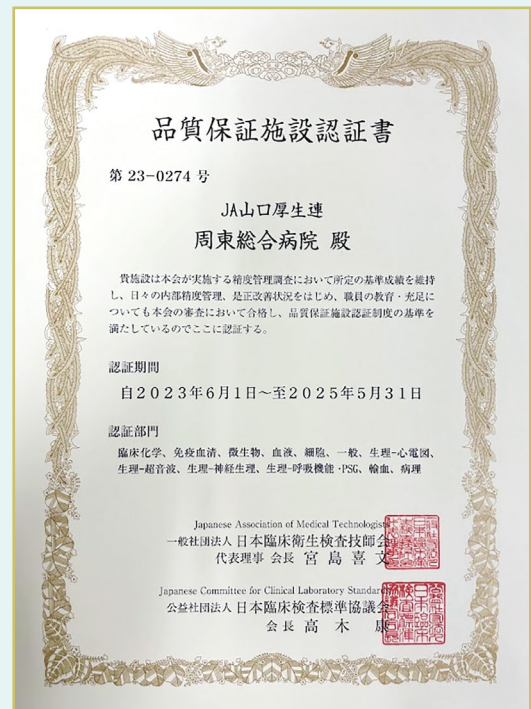 品質保証施設認証書
第 23-0274 号
JA山口厚生連
周東総合病院 殿
貴施設は本会が実施する精度管理調査において所定の基準成績を維持
し、日々の内部精度管理、是正改善状況をはじめ、職員の教育・充足に
ついても本会の審査において合格し、品質保証施設認証制度の基準を
満たしているのでここに認証する。
認証期間
自2023年6月1日～至2025年5月31日
認証部門
臨床化学、免疫血清、微生物、血液、細胞、一般、生理-心電図、
生理-超音波、生理-神経生理、生理-呼吸機能・PSG、輸血、病理
Japanese Association of Medical Technologists
一般社団法人 日本臨床衛生検査技師会
代表理事 会長 宮島喜文
Japanese Committee for Clinical Laboratory Standards
公益社団法人 日本臨床検査標準協議会
会長 高木 康